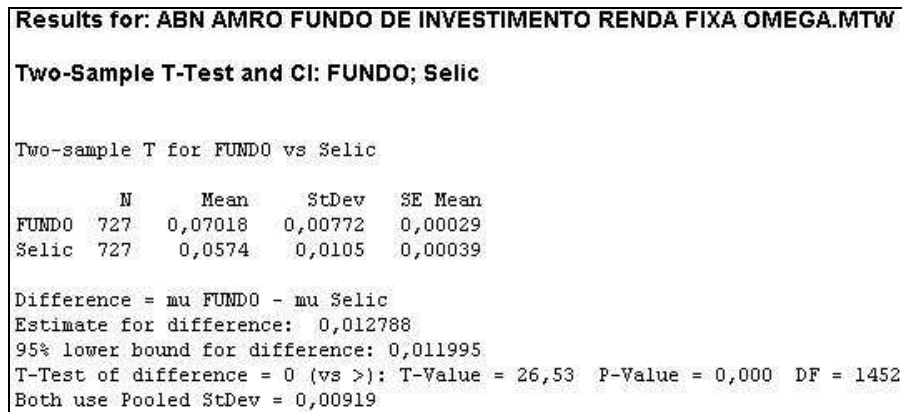 Results for: ABN AMRO FUNDO DE INVESTIMENTO RENDA FIXA OMEGA.MTW
Two-Sample T-Test and CI: FUNDO; Selic
Two-sample T for FUNDO vs Selic
N Mean StDev SE Mean
FUNDO 727 0,07018 0,00772 0,00029
Selic 727 0,0574 0,0105 0,00039
Difference = mu FUNDO - mu Selic
Estimate for difference: 0,012788
95% lower bound for difference: 0,011995
T-Test of difference = 0 (vs >): T-Value = 26,53 P-Value = 0,000 DF = 1452
Both use Pooled StDev = 0,00919